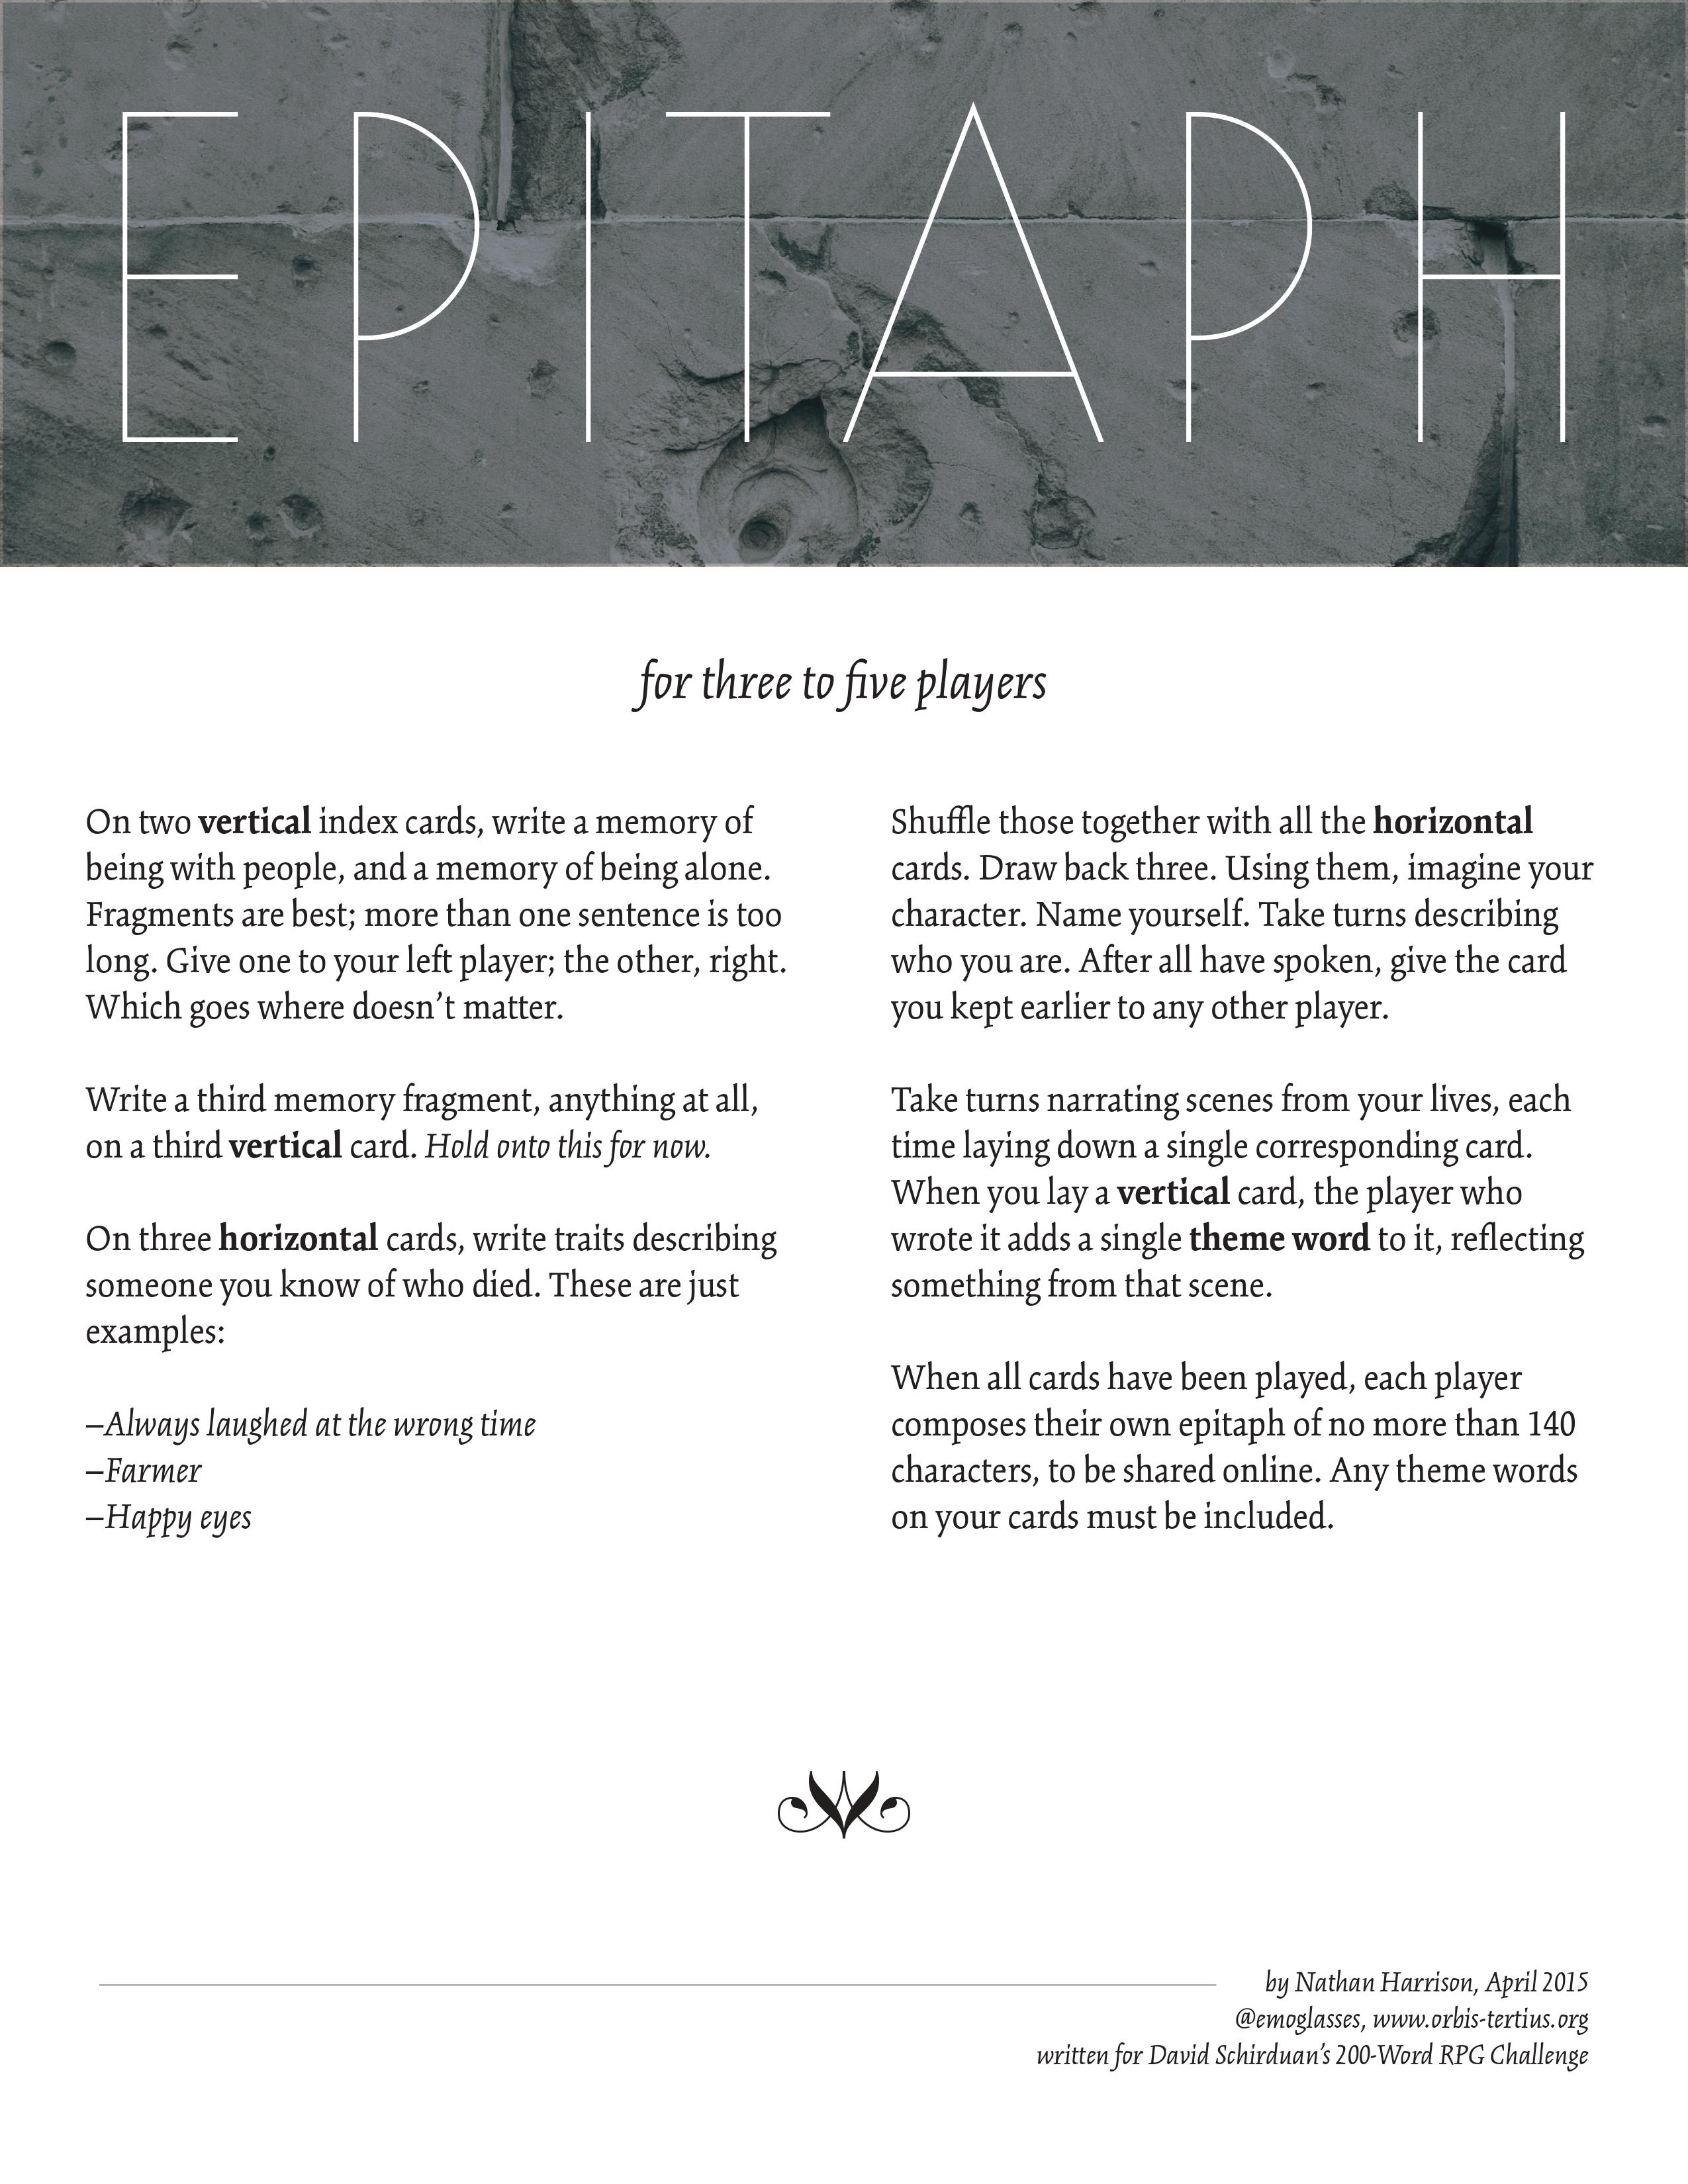 EPITAPH
for three to five players
On two vertical index cards, write a memory of
being with people, and a memory of being alone.
Fragments are best; more than one sentence is too
long. Give one to your left player; the other, right.
Which goes where doesn’t matter.
Write a third memory fragment, anything at all,
on a third vertical card. Hold onto this for now.
On three horizontal cards, write traits describing
someone you know of who died. These are just
examples:
–Always laughed at the wrong time
–Farmer
–Happy eyes
Shuffle those together with all the horizontal
cards. Draw back three. Using them, imagine your
character. Name yourself. Take turns describing
who you are. After all have spoken, give the card
you kept earlier to any other player.
Take turns narrating scenes from your lives, each
time laying down a single corresponding card.
When you lay a vertical card, the player who
wrote it adds a single theme word to it, reflecting
something from that scene.
When all cards have been played, each player
composes their own epitaph of no more than 140
characters, to be shared online. Any theme words
on your cards must be included.
by Nathan Harrison, April 2015
@emoglasses, www.orbis-tertius.org
written for David Schirduan’s 200-Word RPG Challenge